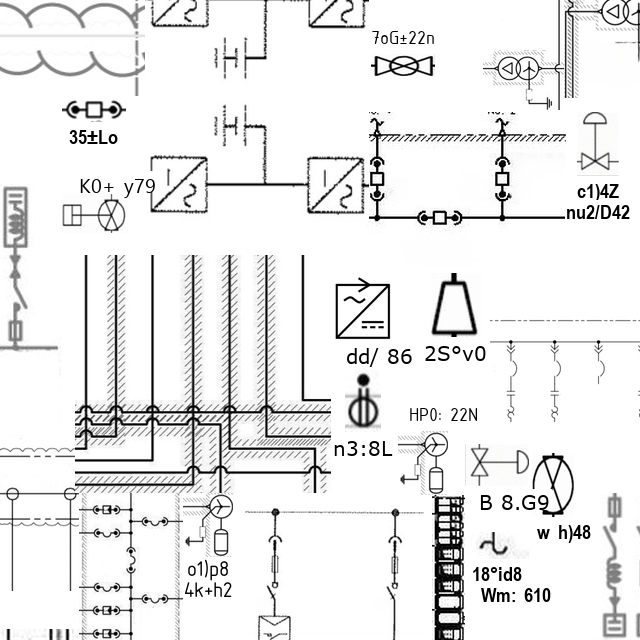 7oG±22n
35±Lo
K0+ y79
c1)4Z
nu2/D42
dd/ 86
2S°v0
HP0: 22N
n3:8L
B 8.G9
w h)48
o1)p8
4k+h2
18°id8
Wm: 610